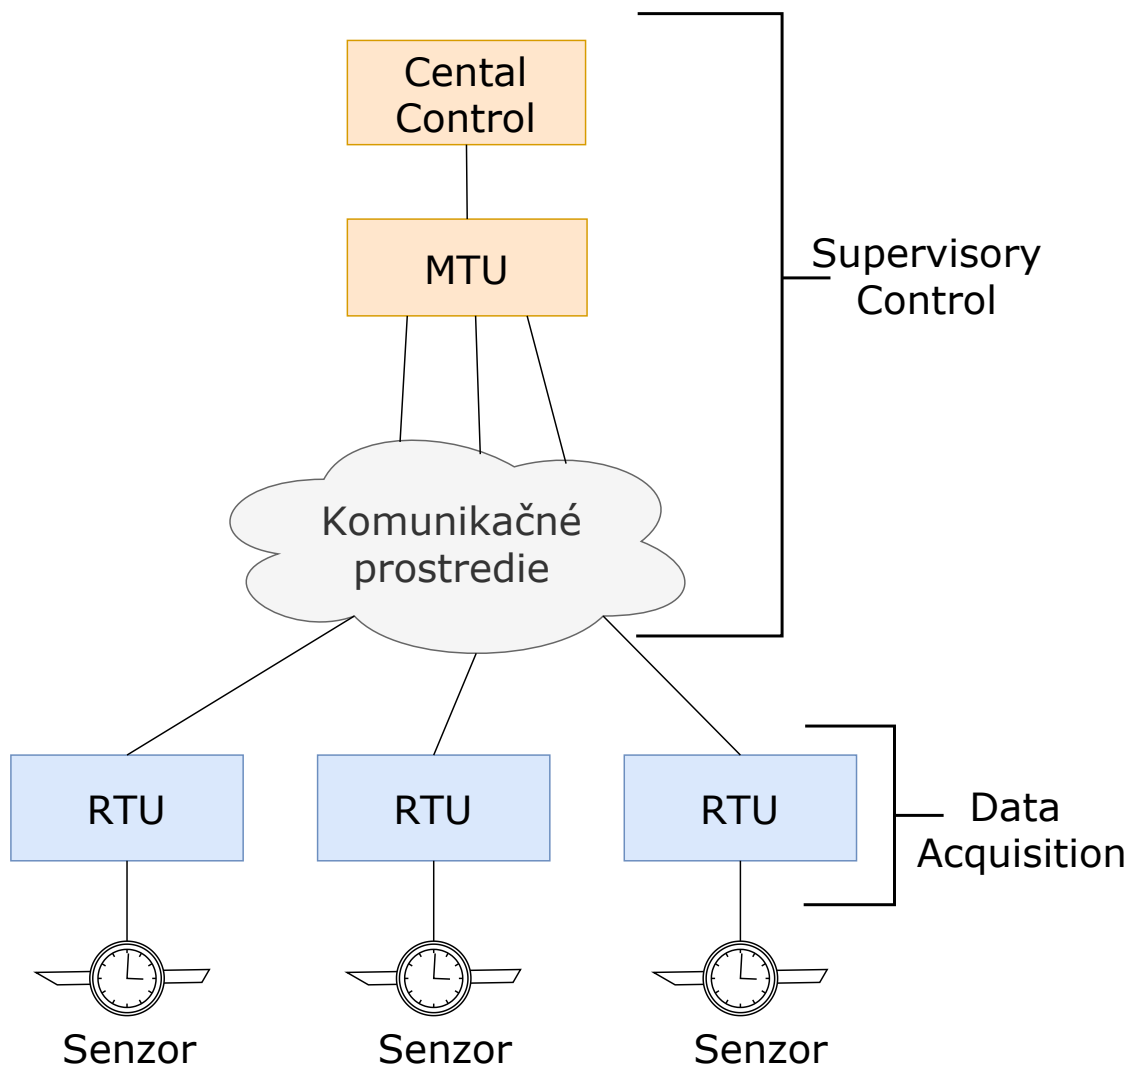 Cental
Control
MTU
Supervisory
Control
Komunikačné
prostredie
RTU
RTU
RTU
Data
Acquisition
Senzor
Senzor
Senzor